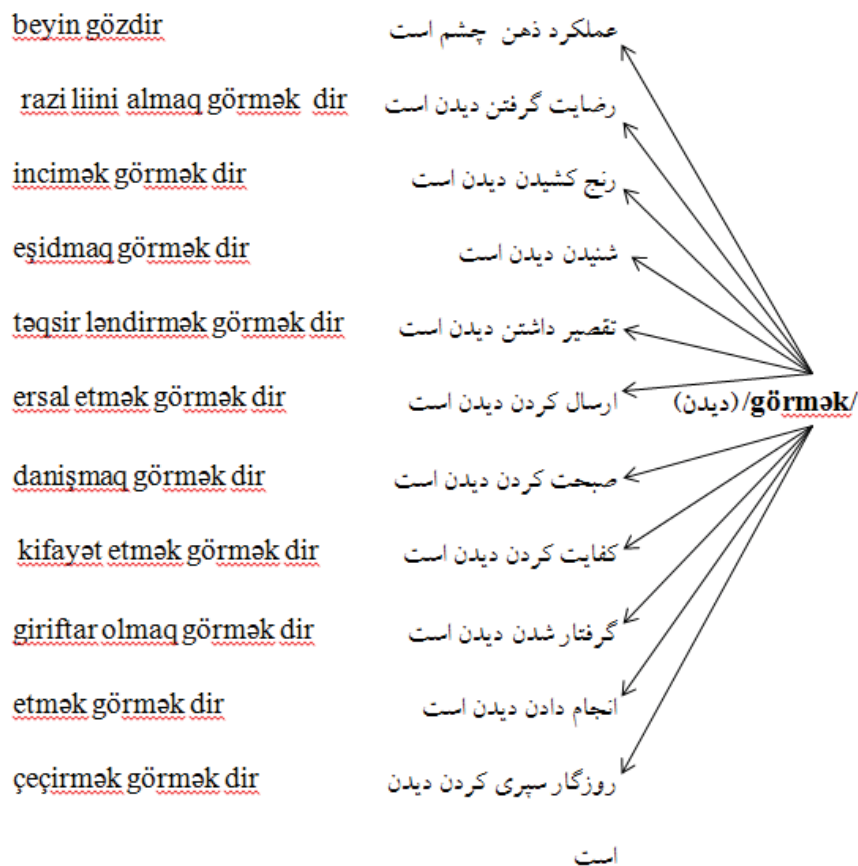 beyin gözdir عملکرد ذهن چشم است
razi liini almaq görmək dir رضایت گرفتن دیدن است
incimək görmək dir رنج کشیدن دیدن است
eşidmaq görmək dir شنیدن دیدن است
təqsir ləndirmək görmək dir تقصیر داشتن دیدن است
ersal etmək görmək dir ارسال کردن دیدن است
/görmək/ (دیدن)
danişmaq görmək dir صبحت کردن دیدن است
kifayət etmək görmək dir کفایت کردن دیدن است
giriftar olmaq görmək dir گرفتار شدن دیدن است
etmək görmək dir انجام دادن دیدن است
çeçirmək görmək dir روزگار سپری کردن دیدن
است